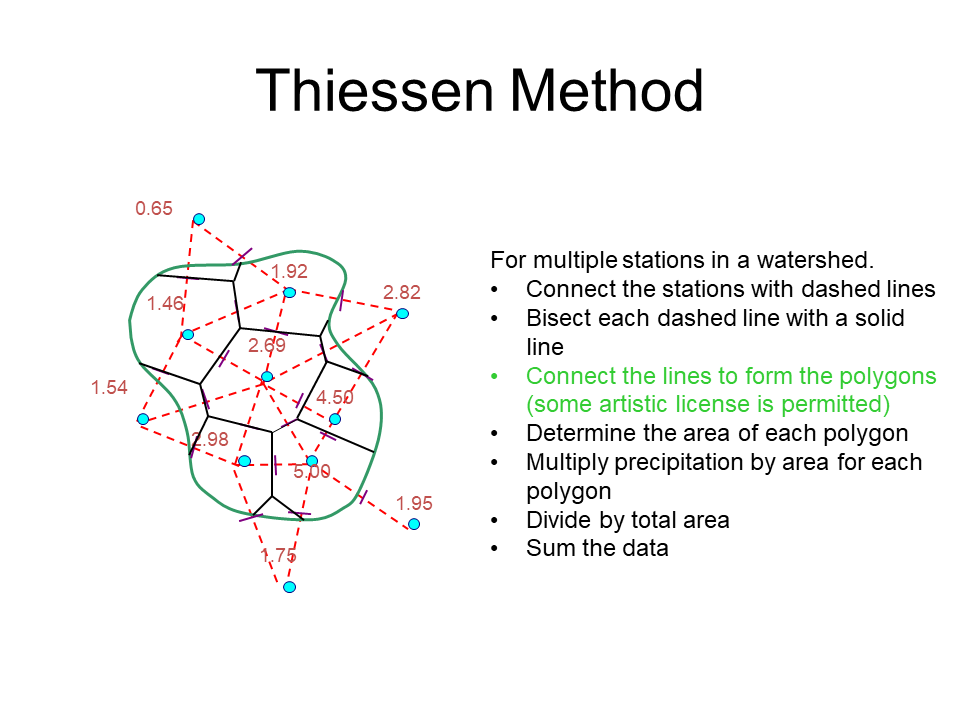 Thiessen Method
0.65
1.92
2.82
1.46
2.69
1.54
4.50
2.98
5.00
1.95
1.75
For multiple stations in a watershed.
• Connect the stations with dashed lines
• Bisect each dashed line with a solid
line
• Connect the lines to form the polygons
(some artistic license is permitted)
• Determine the area of each polygon
• Multiply precipitation by area for each
polygon
• Divide by total area
• Sum the data